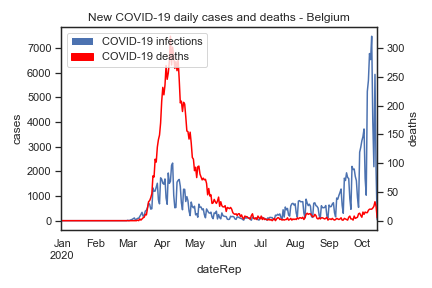 New COVID-19 daily cases and deaths - Belgium
COVID-19 infections
COVID-19 deaths
7000
6000
5000
4000
3000
2000
1000
0
cases
300
250
200
150
100
50
0
deaths
Jan Feb Mar Apr May Jun Jul Aug Sep Oct
2020
dateRep